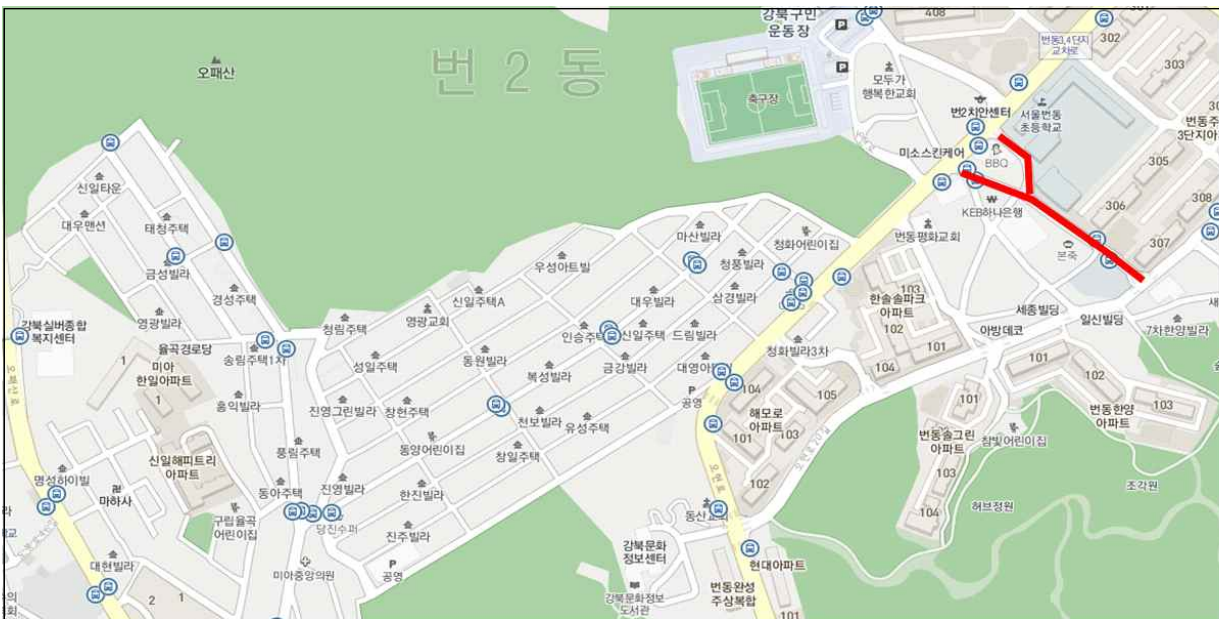 강북구민
운동장
408
301
302
번동3,4단지
교차로
303
번2동
오패산
축구장
모두가
행복한교회
번2치안센터
서울번동
초등학교
번동주
3단지아
미소스킨케어
BBQ
305
306
308
307
KEB하나은행
번동평화교회
본죽
신일타운
대우맨션
태청주택
금성빌라
경성주택
영광빌라
강북실버종합
복지센터
율곡경로당
송림주택1차
미아
한일아파트
1
1
홍익빌라
풍림주택
신일해피트리
아파트
명성하이빌
마하사
동아주택
구립율곡
어린이집
대현빌라
2
1
미아중앙의원
당진수퍼
진영빌라
진주빌라
한진빌라
P
공영
청림주택
영광교회
신일주택A
우성아트빌
마산빌라
청화어린이집
청풍빌라
대우빌라
삼경빌라
인승주택
신일주택
드림빌라
성일주택
동원빌라
복성빌라
금강빌라
진영그린빌라
창현주택
천보빌라
유성주택
동양어린이집
창일주택
P
공영
청화빌라3차
한솔솔파크
아파트
103
102
101
104
아방데코
세종빌딩
일신빌딩
7차한양빌라
104
105
해모로
아파트
101
103
102
오현로20길
오현로
오패산로
101
102
103
번동한양
아파트
101
번동솔그린
아파트
103
104
참빛어린이집
조각원
허브정원
동산교회
강북문화
정보센터
강북문화정보
도서관
현대아파트
번동완성
주상복합
101